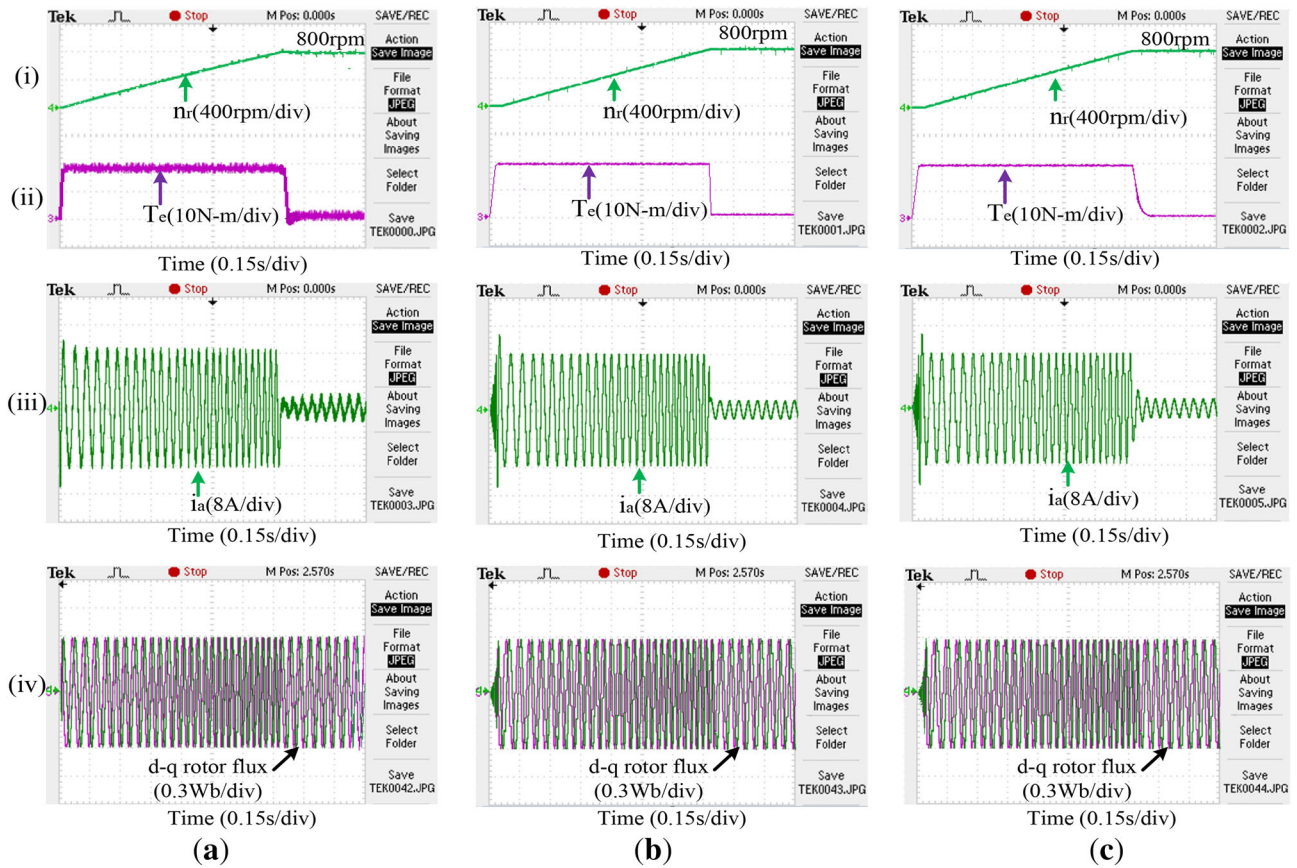 Tek Stop M Pos: 0.000s SAVE/REC
800rpm
Action
Save Image
File
Format
JPEG
About
Saving
Images
Select
Folder
Save
TEK0000.JPG
(i)
4
nr(400rpm/div)
(ii)
3
Te(10N-m/div)
Time (0.15s/div)
Tek Stop M Pos: 0.000s SAVE/REC
800rpm
Action
Save Image
File
Format
JPEG
About
Saving
Images
Select
Folder
Save
TEK0001.JPG
4
nr(400rpm/div)
3
Te(10N-m/div)
Time (0.15s/div)
Tek Stop M Pos: 0.000s SAVE/REC
800rpm
Action
Save Image
File
Format
JPEG
About
Saving
Images
Select
Folder
Save
TEK0002.JPG
4
nr(400rpm/div)
3
Te(10N-m/div)
Time (0.15s/div)
Tek Stop M Pos: 0.000s SAVE/REC
Action
Save Image
File
Format
JPEG
About
Saving
Images
Select
Folder
Save
TEK0003.JPG
(iii)
4
ia(8A/div)
Time (0.15s/div)
Tek Stop M Pos: 0.000s SAVE/REC
Action
Save Image
File
Format
JPEG
About
Saving
Images
Select
Folder
Save
TEK0004.JPG
4
ia(8A/div)
Time (0.15s/div)
Tek Stop M Pos: 0.000s SAVE/REC
Action
Save Image
File
Format
JPEG
About
Saving
Images
Select
Folder
Save
TEK0005.JPG
4
ia(8A/div)
Time (0.15s/div)
Tek Stop M Pos: 2.570s SAVE/REC
Action
Save Image
File
Format
JPEG
About
Saving
Images
Select
Folder
Save
TEK0042.JPG
(iv)
d-q rotor flux
(0.3Wb/div)
Time (0.15s/div)
(a)
Tek Stop M Pos: 2.570s SAVE/REC
Action
Save Image
File
Format
JPEG
About
Saving
Images
Select
Folder
Save
TEK0043.JPG
d-q rotor flux
(0.3Wb/div)
Time (0.15s/div)
(b)
Tek Stop M Pos: 2.570s SAVE/REC
Action
Save Image
File
Format
JPEG
About
Saving
Images
Select
Folder
Save
TEK0044.JPG
d-q rotor flux
(0.3Wb/div)
Time (0.15s/div)
(c)